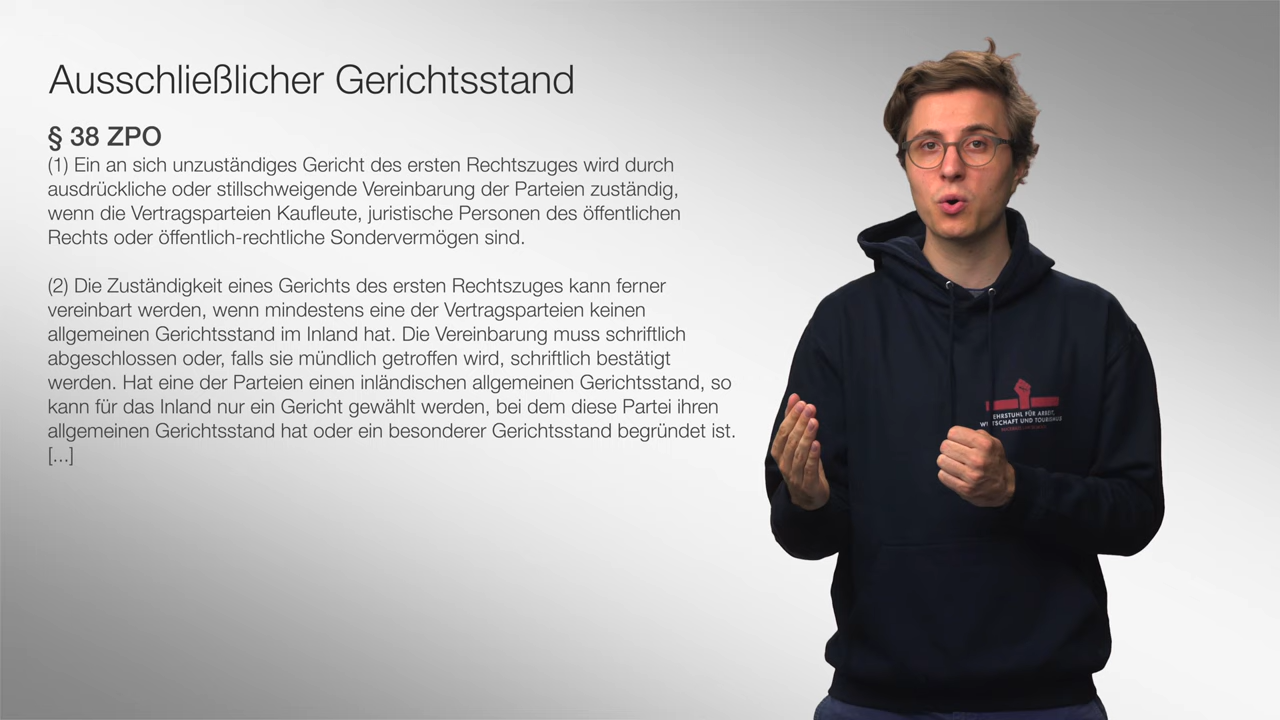 Ausschließlicher Gerichtsstand
§ 38 ZPO
(1) Ein an sich unzuständiges Gericht des ersten Rechtszuges wird durch
ausdrückliche oder stillschweigende Vereinbarung der Parteien zuständig,
wenn die Vertragsparteien Kaufleute, juristische Personen des öffentlichen
Rechts oder öffentlich-rechtliche Sondervermögen sind.
(2) Die Zuständigkeit eines Gerichts des ersten Rechtszuges kann ferner
vereinbart werden, wenn mindestens eine der Vertragsparteien keinen
allgemeinen Gerichtsstand im Inland hat. Die Vereinbarung muss schriftlich
abgeschlossen oder, falls sie mündlich getroffen wird, schriftlich bestätigt
werden. Hat eine der Parteien einen inländischen allgemeinen Gerichtsstand, so
kann für das Inland nur ein Gericht gewählt werden, bei dem diese Partei ihren
allgemeinen Gerichtsstand hat oder ein besonderer Gerichtsstand begründet ist.
[...]
EHRSTUHL FÜR ARBEIT,
WIRTSCHAFT UND TOURISMUS